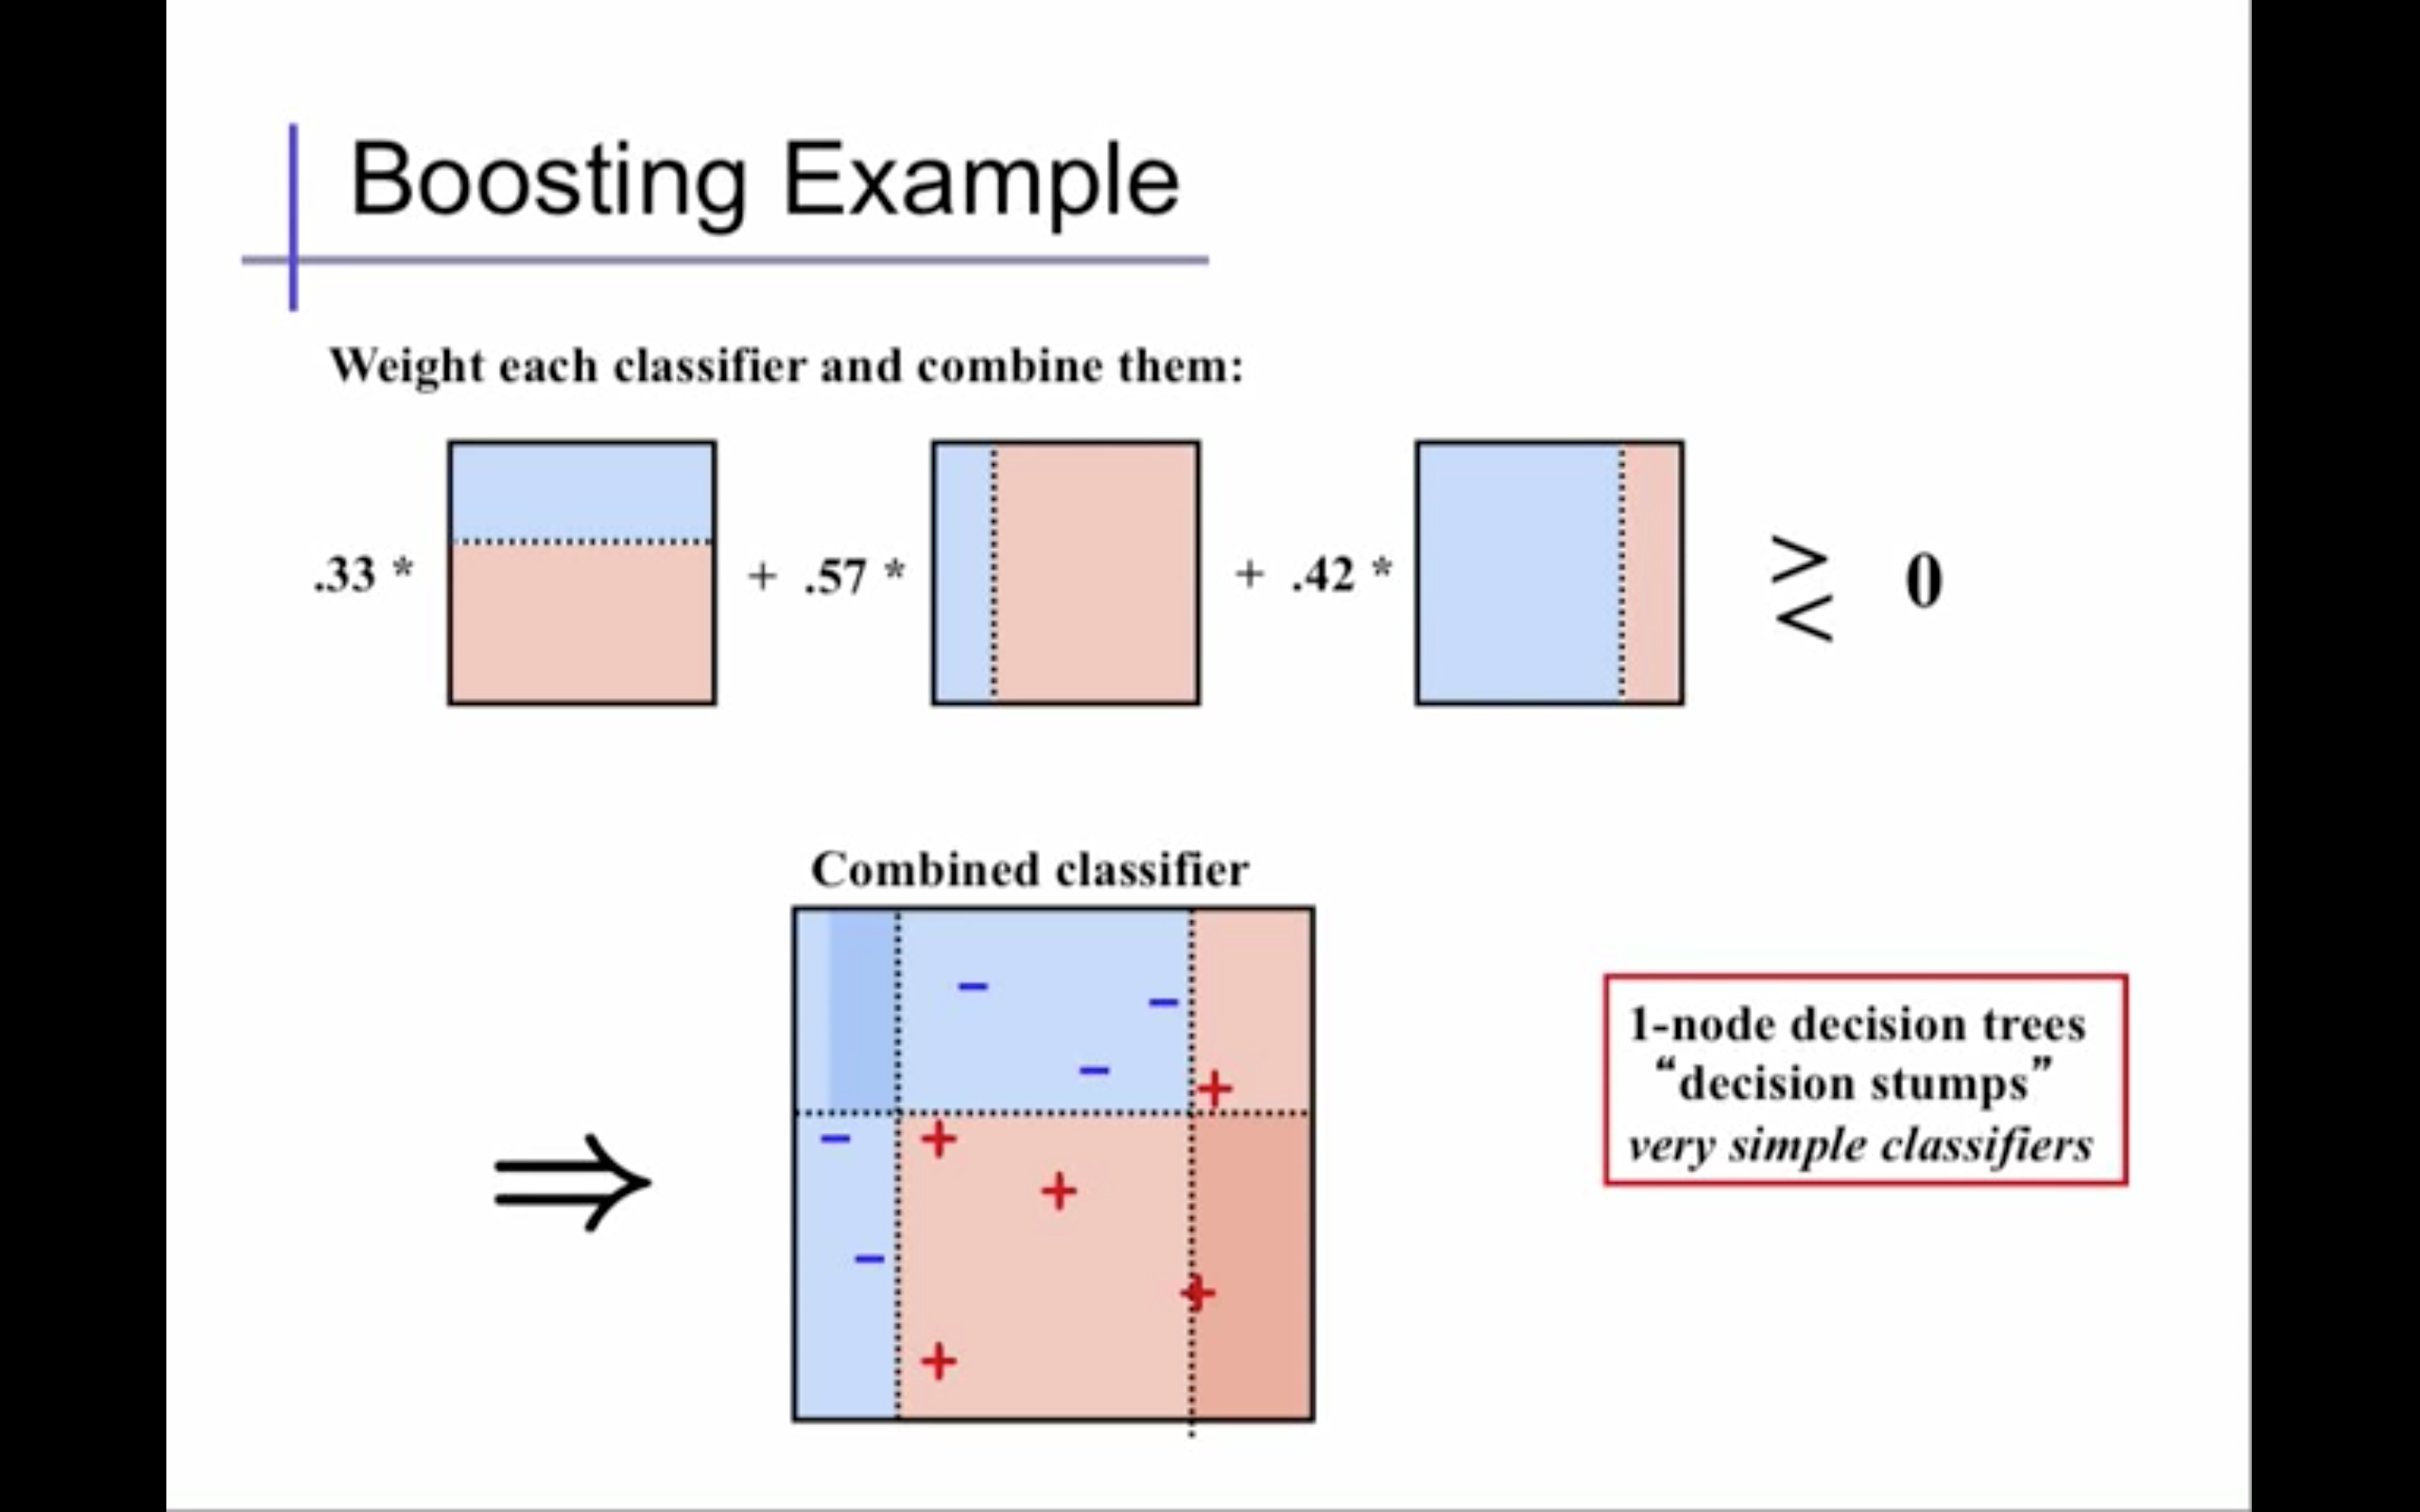 Boosting Example
Weight each classifier and combine them:
.33 * + .57 * + .42 * > < 0
Combined classifier
− −
− +
− + +
− +
+
⇒
1-node decision trees
“decision stumps”
very simple classifiers